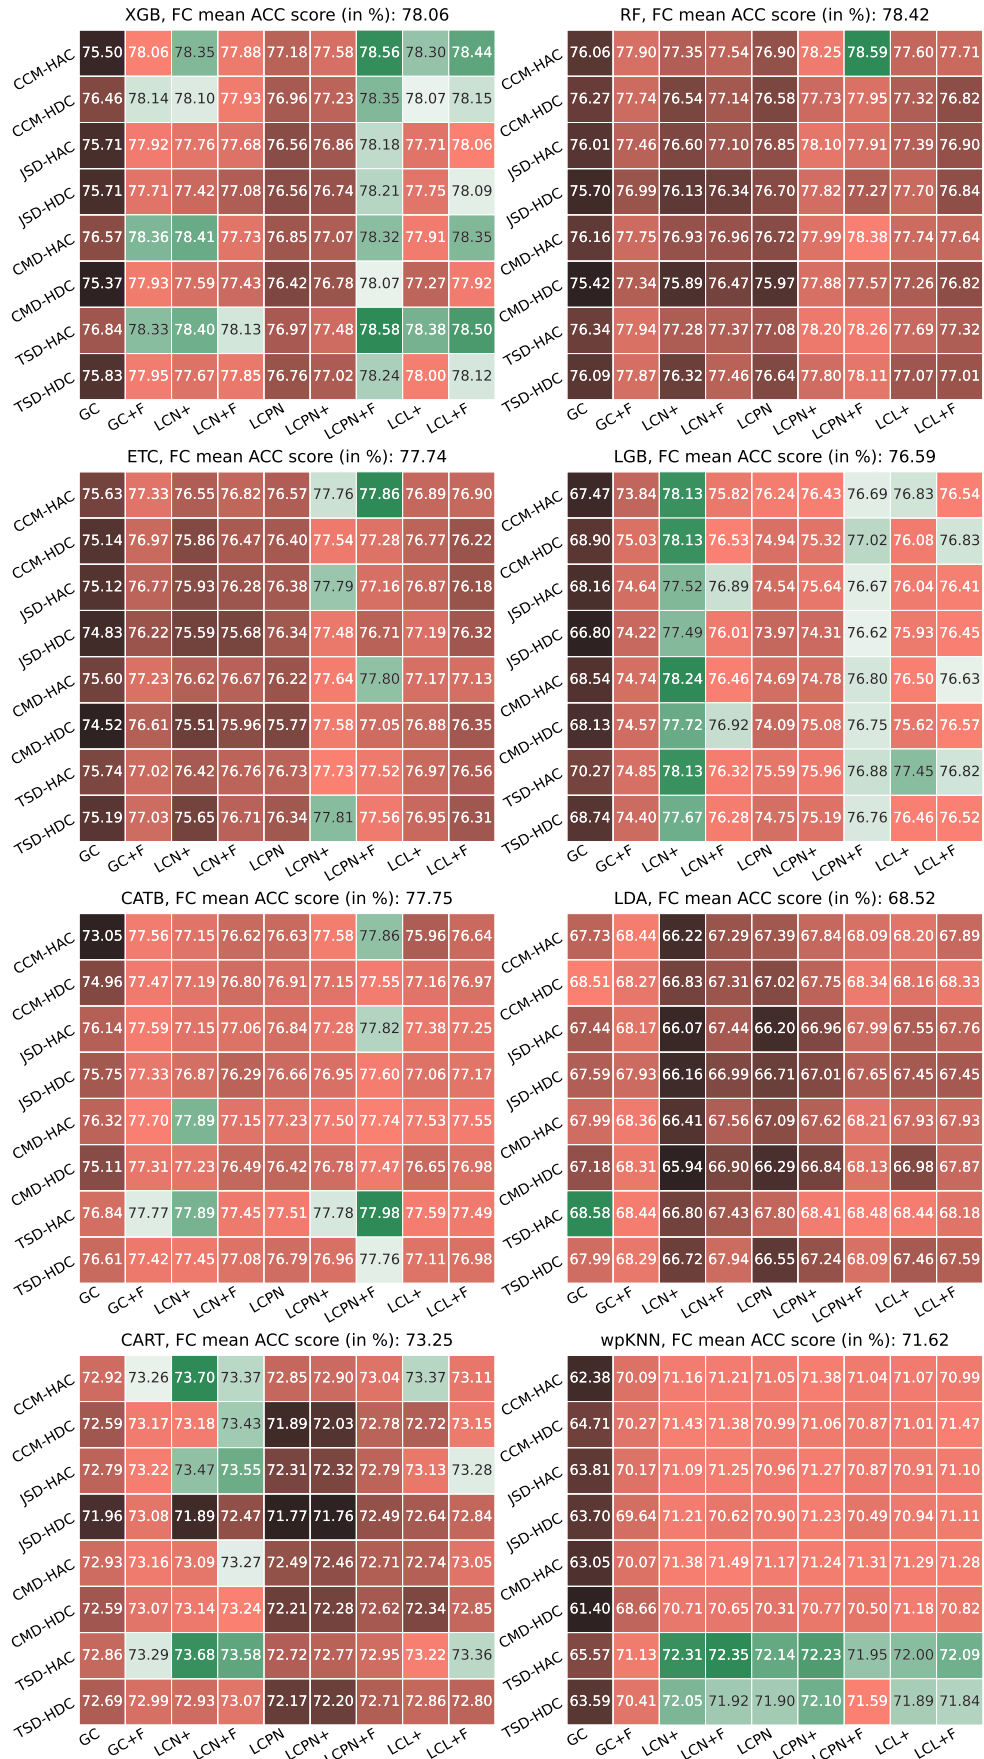 XGB, FC mean ACC score (in %): 78.06
CCM-HAC 75.50 78.06 78.35 77.88 77.18 77.58 78.56 78.30 78.44
CCM-HDC 76.46 78.14 78.10 77.93 76.96 77.23 78.35 78.07 78.15
JSD-HAC 75.71 77.92 77.76 77.68 76.56 76.86 78.18 77.71 78.06
JSD-HDC 75.71 77.71 77.42 77.08 76.56 76.74 78.21 77.75 78.09
CMD-HAC 76.57 78.36 78.41 77.73 76.85 77.07 78.32 77.91 78.35
CMD-HDC 75.37 77.93 77.59 77.43 76.42 76.78 78.07 77.27 77.92
TSD-HAC 76.84 78.33 78.40 78.13 76.97 77.48 78.58 78.38 78.50
TSD-HDC 75.83 77.95 77.67 77.85 76.76 77.02 78.24 78.00 78.12
GC GC+F LCN+ LCN+F LCPN LCPN+ LCPN+F LCL+ LCL+F
RF, FC mean ACC score (in %): 78.42
CCM-HAC 76.06 77.90 77.35 77.54 76.90 78.25 78.59 77.60 77.71
CCM-HDC 76.27 77.74 76.54 77.14 76.58 77.73 77.95 77.32 76.82
JSD-HAC 76.01 77.46 76.60 77.10 76.85 78.10 77.91 77.39 76.90
JSD-HDC 75.70 76.99 76.13 76.34 76.70 77.82 77.27 77.70 76.84
CMD-HAC 76.16 77.75 76.93 76.96 76.72 77.99 78.38 77.74 77.64
CMD-HDC 75.42 77.34 75.89 76.47 75.97 77.88 77.57 77.26 76.82
TSD-HAC 76.34 77.94 77.28 77.37 77.08 78.20 78.26 77.69 77.32
TSD-HDC 76.09 77.87 76.32 77.46 76.64 77.80 78.11 77.07 77.01
GC GC+F LCN+ LCN+F LCPN LCPN+ LCPN+F LCL+ LCL+F
ETC, FC mean ACC score (in %): 77.74
CCM-HAC 75.63 77.33 76.55 76.82 76.57 77.76 77.86 76.89 76.90
CCM-HDC 75.14 76.97 75.86 76.47 76.40 77.54 77.28 76.77 76.22
JSD-HAC 75.12 76.77 75.93 76.28 76.38 77.79 77.16 76.87 76.18
JSD-HDC 74.83 76.22 75.59 75.68 76.34 77.48 76.71 77.19 76.32
CMD-HAC 75.60 77.23 76.62 76.67 76.22 77.64 77.80 77.17 77.13
CMD-HDC 74.52 76.61 75.51 75.96 75.77 77.58 77.05 76.88 76.35
TSD-HAC 75.74 77.02 76.42 76.76 76.73 77.73 77.52 76.97 76.56
TSD-HDC 75.19 77.03 75.65 76.71 76.34 77.81 77.56 76.95 76.31
GC GC+F LCN+ LCN+F LCPN LCPN+ LCPN+F LCL+ LCL+F
LGB, FC mean ACC score (in %): 76.59
CCM-HAC 67.47 73.84 78.13 75.82 76.24 76.43 76.69 76.83 76.54
CCM-HDC 68.90 75.03 78.13 76.53 74.94 75.32 77.02 76.08 76.83
JSD-HAC 68.16 74.64 77.52 76.89 74.54 75.64 76.67 76.04 76.41
JSD-HDC 66.80 74.22 77.49 76.01 73.97 74.31 76.62 75.93 76.45
CMD-HAC 68.54 74.74 78.24 76.46 74.69 74.78 76.80 76.50 76.63
CMD-HDC 68.13 74.57 77.72 76.92 74.09 75.08 76.75 75.62 76.57
TSD-HAC 70.27 74.85 78.13 76.32 75.59 75.96 76.88 77.45 76.82
TSD-HDC 68.74 74.40 77.67 76.28 74.75 75.19 76.76 76.46 76.52
GC GC+F LCN+ LCN+F LCPN LCPN+ LCPN+F LCL+ LCL+F
CATB, FC mean ACC score (in %): 77.75
CCM-HAC 73.05 77.56 77.15 76.62 76.63 77.58 77.86 75.96 76.64
CCM-HDC 74.96 77.47 77.19 76.80 76.91 77.15 77.55 77.16 76.97
JSD-HAC 76.14 77.59 77.15 77.06 76.84 77.28 77.82 77.38 77.25
JSD-HDC 75.75 77.33 76.87 76.29 76.66 76.95 77.60 77.06 77.17
CMD-HAC 76.32 77.70 77.89 77.15 77.23 77.50 77.74 77.53 77.55
CMD-HDC 75.11 77.31 77.23 76.49 76.42 76.78 77.47 76.65 76.98
TSD-HAC 76.84 77.77 77.89 77.45 77.51 77.78 77.98 77.59 77.49
TSD-HDC 76.61 77.42 77.45 77.08 76.79 76.96 77.76 77.11 76.98
GC GC+F LCN+ LCN+F LCPN LCPN+ LCPN+F LCL+ LCL+F
LDA, FC mean ACC score (in %): 68.52
CCM-HAC 67.73 68.44 66.22 67.29 67.39 67.84 68.09 68.20 67.89
CCM-HDC 68.51 68.27 66.83 67.31 67.02 67.75 68.34 68.16 68.33
JSD-HAC 67.44 68.17 66.07 67.44 66.20 66.96 67.99 67.55 67.76
JSD-HDC 67.59 67.93 66.16 66.99 66.71 67.01 67.65 67.45 67.45
CMD-HAC 67.99 68.36 66.41 67.56 67.09 67.62 68.21 67.93 67.93
CMD-HDC 67.18 68.31 65.94 66.90 66.29 66.84 68.13 66.98 67.87
TSD-HAC 68.58 68.44 66.80 67.43 67.80 68.41 68.48 68.44 68.18
TSD-HDC 67.99 68.29 66.72 67.94 66.55 67.24 68.09 67.46 67.59
GC GC+F LCN+ LCN+F LCPN LCPN+ LCPN+F LCL+ LCL+F
CART, FC mean ACC score (in %): 73.25
CCM-HAC 72.92 73.26 73.70 73.37 72.85 72.90 73.04 73.37 73.11
CCM-HDC 72.59 73.17 73.18 73.43 71.89 72.03 72.78 72.72 73.15
JSD-HAC 72.79 73.22 73.47 73.55 72.31 72.32 72.79 73.13 73.28
JSD-HDC 71.96 73.08 71.89 72.47 71.77 71.76 72.49 72.64 72.84
CMD-HAC 72.93 73.16 73.09 73.27 72.49 72.46 72.71 72.74 73.05
CMD-HDC 72.59 73.07 73.14 73.24 72.21 72.28 72.62 72.34 72.85
TSD-HAC 72.86 73.29 73.68 73.58 72.72 72.77 72.95 73.22 73.36
TSD-HDC 72.69 72.99 72.93 73.07 72.17 72.20 72.71 72.86 72.80
GC GC+F LCN+ LCN+F LCPN LCPN+ LCPN+F LCL+ LCL+F
wpKNN, FC mean ACC score (in %): 71.62
CCM-HAC 62.38 70.09 71.16 71.21 71.05 71.38 71.04 71.07 70.99
CCM-HDC 64.71 70.27 71.43 71.38 70.99 71.06 70.87 71.01 71.47
JSD-HAC 63.81 70.17 71.09 71.25 70.96 71.27 70.87 70.91 71.10
JSD-HDC 63.70 69.64 71.21 70.62 70.90 71.23 70.49 70.94 71.11
CMD-HAC 63.05 70.07 71.38 71.49 71.17 71.24 71.31 71.29 71.28
CMD-HDC 61.40 68.66 70.71 70.65 70.31 70.77 70.50 71.18 70.82
TSD-HAC 65.57 71.13 72.31 72.35 72.14 72.23 71.95 72.00 72.09
TSD-HDC 63.59 70.41 72.05 71.92 71.90 72.10 71.59 71.89 71.84
GC GC+F LCN+ LCN+F LCPN LCPN+ LCPN+F LCL+ LCL+F